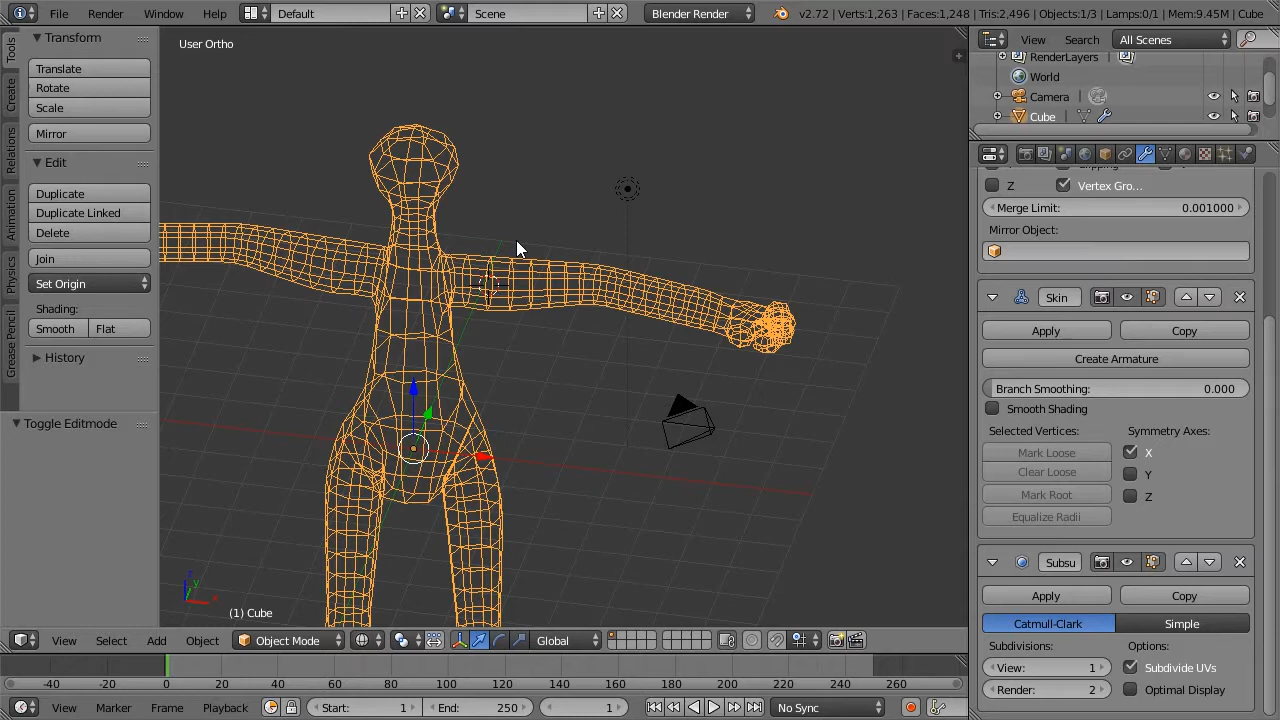 File Render Window Help Default Scene Blender Render v2.72 | Verts:1,263 | Faces:1,248 | Tris:2,496 | Objects:1/3 | Lamps:0/1 | Mem:9.45M | Cube
Tools
Create
Relations
Animation
Physics
Grease Pencil
Transform
Translate
Rotate
Scale
Mirror
Edit
Duplicate
Duplicate Linked
Delete
Join
Set Origin
Shading:
Smooth Flat
History
Toggle Editmode
User Ortho
z
y
x
(1) Cube
View Select Add Object Object Mode Global
-40 -20 0 20 40 60 80 100 120 140 160 180 200 220 240 260
View Marker Frame Playback Start: 1 End: 250 1 No Sync
View Search All Scenes
RenderLayers
World
Camera
Cube
Z Vertex Gro...
Merge Limit: 0.001000
Mirror Object:
Skin
Apply Copy
Create Armature
Branch Smoothing: 0.000
Smooth Shading
Selected Vertices: Symmetry Axes:
Mark Loose X
Clear Loose Y
Mark Root Z
Equalize Radii
Subsu
Apply Copy
Catmull-Clark Simple
Subdivisions: Options:
View: 1 Subdivide UVs
Render: 2 Optimal Display